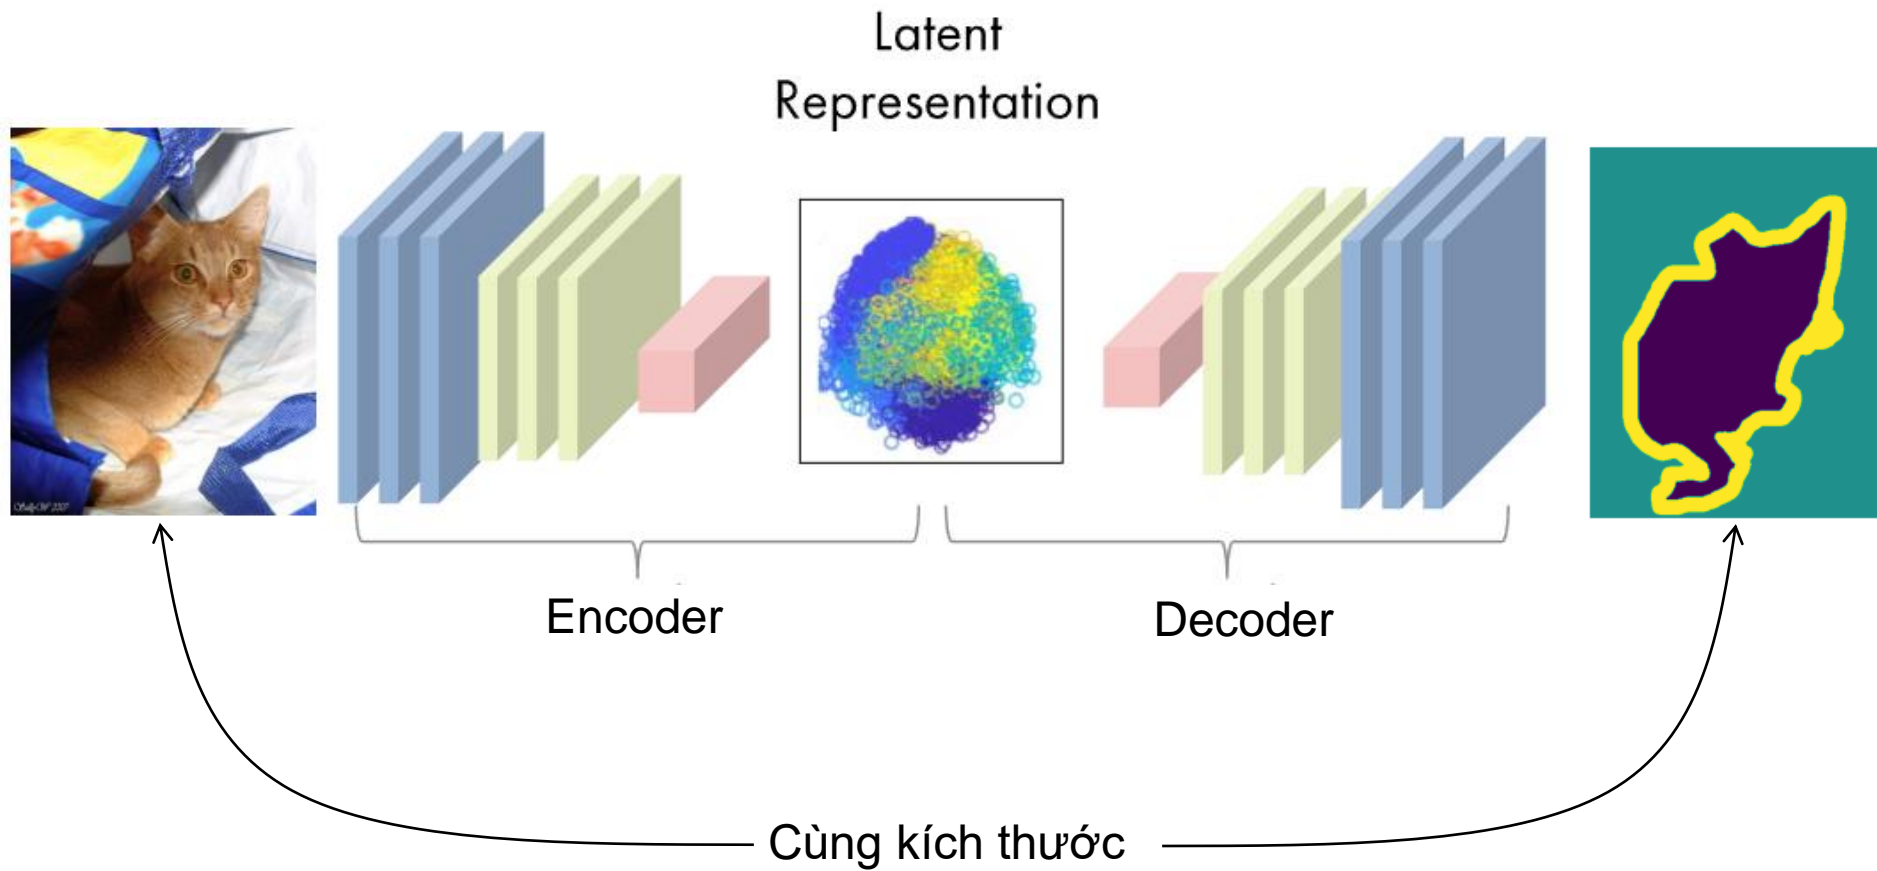 Latent
Representation
Encoder
Decoder
Cùng kích thước